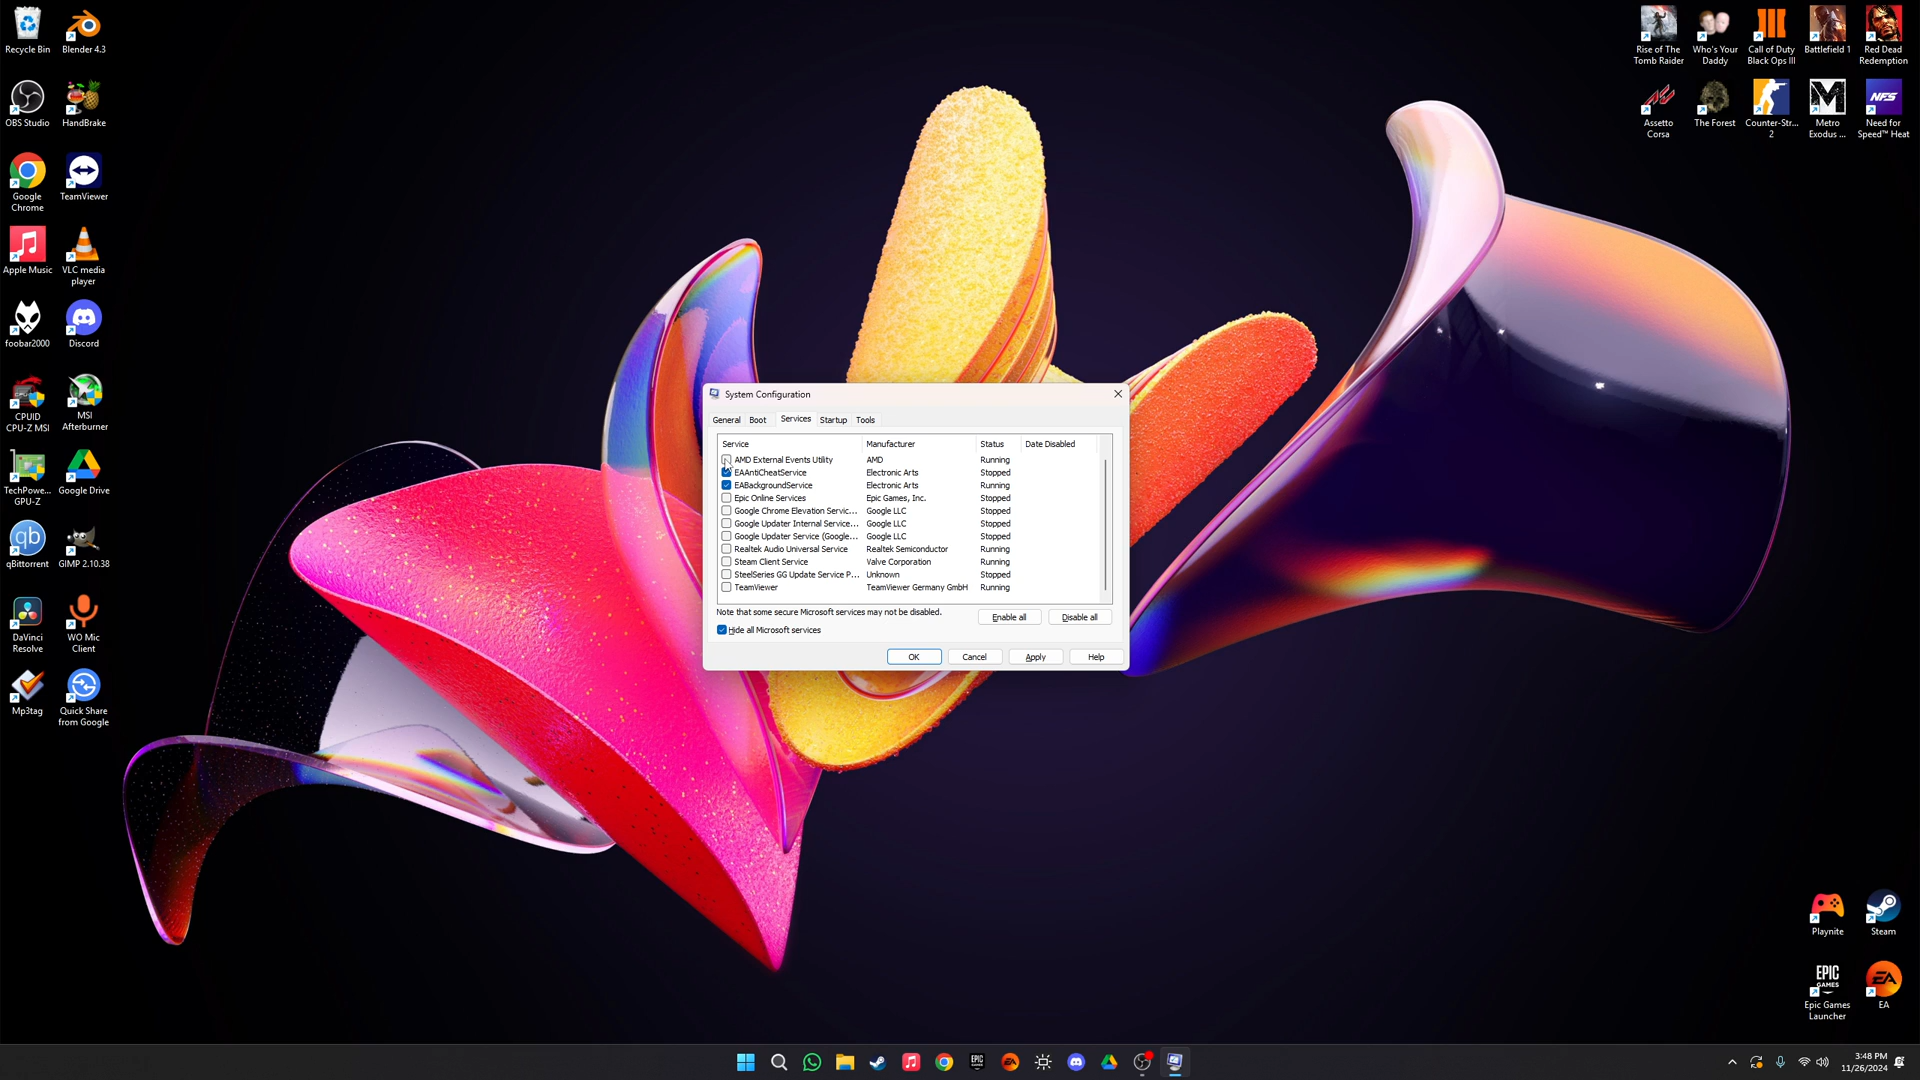 Recycle Bin
Blender 4.3
OBS Studio
HandBrake
Google
Chrome
TeamViewer
Apple Music
VLC media
player
foobar2000
Discord
CPUID
CPU-Z MSI
MSI
Afterburner
TechPowe...
GPU-Z
Google Drive
qb
qBittorrent
GIMP 2.10.38
DaVinci
Resolve
WO Mic
Client
Mp3tag
Quick Share
from Google
Rise of The
Tomb Raider
Who's Your
Daddy
Call of Duty
Black Ops III
Battlefield 1
Red Dead
Redemption
Assetto
Corsa
The Forest
Counter-Str...
2
Metro
Exodus ...
NFS
Need for
Speed™ Heat
System Configuration
General
Boot
Services
Startup
Tools
Service Manufacturer Status Date Disabled
AMD External Events Utility AMD Running
EAAntiCheatService Electronic Arts Stopped
EABackgroundService Electronic Arts Running
Epic Online Services Epic Games, Inc. Stopped
Google Chrome Elevation Servic... Google LLC Stopped
Google Updater Internal Service... Google LLC Stopped
Google Updater Service (Google... Google LLC Stopped
Realtek Audio Universal Service Realtek Semiconductor Running
Steam Client Service Valve Corporation Running
SteelSeries GG Update Service P... Unknown Stopped
TeamViewer TeamViewer Germany GmbH Running
Note that some secure Microsoft services may not be disabled.
Enable all
Disable all
Hide all Microsoft services
OK
Cancel
Apply
Help
Playnite
Steam
EPIC
GAMES
Epic Games
Launcher
EA
EA
3:48 PM
11/26/2024